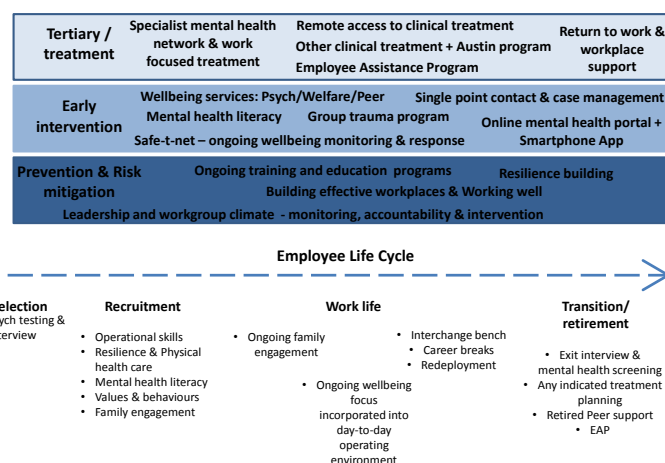 Tertiary /
treatment
Specialist mental health
network & work
focused treatment
Remote access to clinical treatment
Other clinical treatment + Austin program
Employee Assistance Program
Return to work &
workplace
support
Early
intervention
Wellbeing services: Psych/Welfare/Peer
Single point contact & case management
Mental health literacy
Group trauma program
Online mental health portal +
Smartphone App
Safe-t-net – ongoing wellbeing monitoring & response
Prevention & Risk
mitigation
Ongoing training and education programs
Resilience building
Building effective workplaces & Working well
Leadership and workgroup climate - monitoring, accountability & intervention
Employee Life Cycle
election
ych testing &
terview
Recruitment
• Operational skills
• Resilience & Physical
health care
• Mental health literacy
• Values & behaviours
• Family engagement
Work life
• Ongoing family
engagement
• Ongoing wellbeing
focus
incorporated into
day-to-day
operating
environment
• Interchange bench
• Career breaks
• Redeployment
Transition/
retirement
• Exit interview &
mental health screening
• Any indicated treatment
planning
• Retired Peer support
• EAP